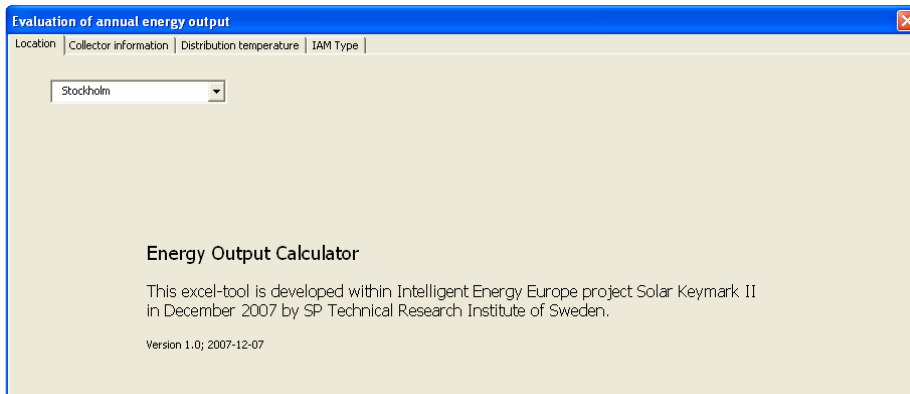 Evaluation of annual energy output
Location Collector information Distribution temperature IAM Type
Stockholm
Energy Output Calculator
This excel-tool is developed within Intelligent Energy Europe project Solar Keymark II
in December 2007 by SP Technical Research Institute of Sweden.
Version 1.0; 2007-12-07